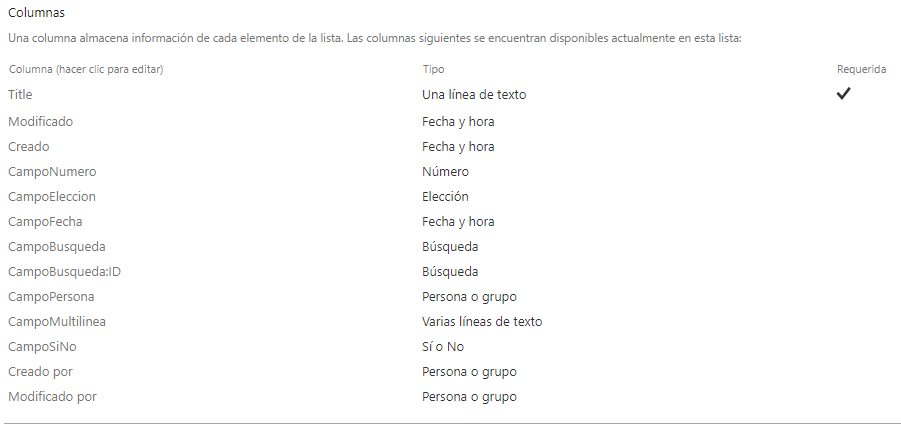 Columnas
Una columna almacena información de cada elemento de la lista. Las columnas siguientes se encuentran disponibles actualmente en esta lista:
Columna (hacer clic para editar) Tipo Requerida
Title Una línea de texto
Modificado Fecha y hora
Creado Fecha y hora
CampoNumero Número
CampoEleccion Elección
CampoFecha Fecha y hora
CampoBusqueda Búsqueda
CampoBusqueda:ID Búsqueda
CampoPersona Persona o grupo
CampoMultilinea Varias líneas de texto
CampoSiNo Sí o No
Creado por Persona o grupo
Modificado por Persona o grupo